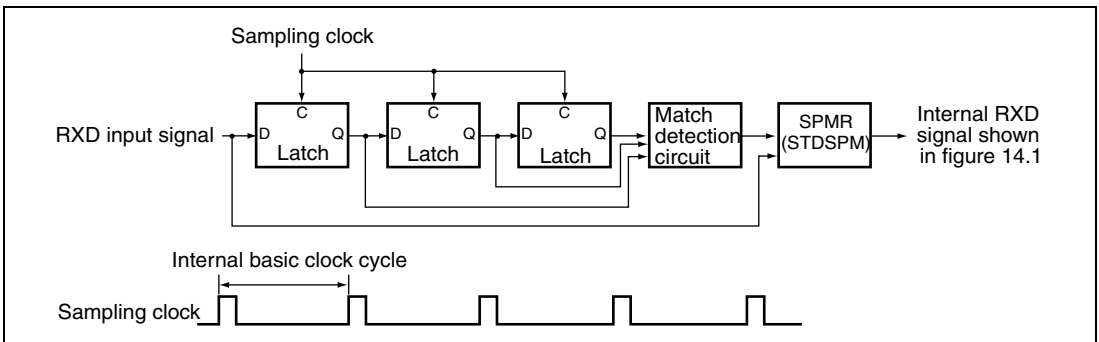 Sampling clock
C
C
C
RXD input signal
D
Q
D
Q
D
Q
Latch
Latch
Latch
Match
detection
circuit
SPMR
(STDSPM)
Internal RXD
signal shown
in figure 14.1
Internal basic clock cycle
Sampling clock